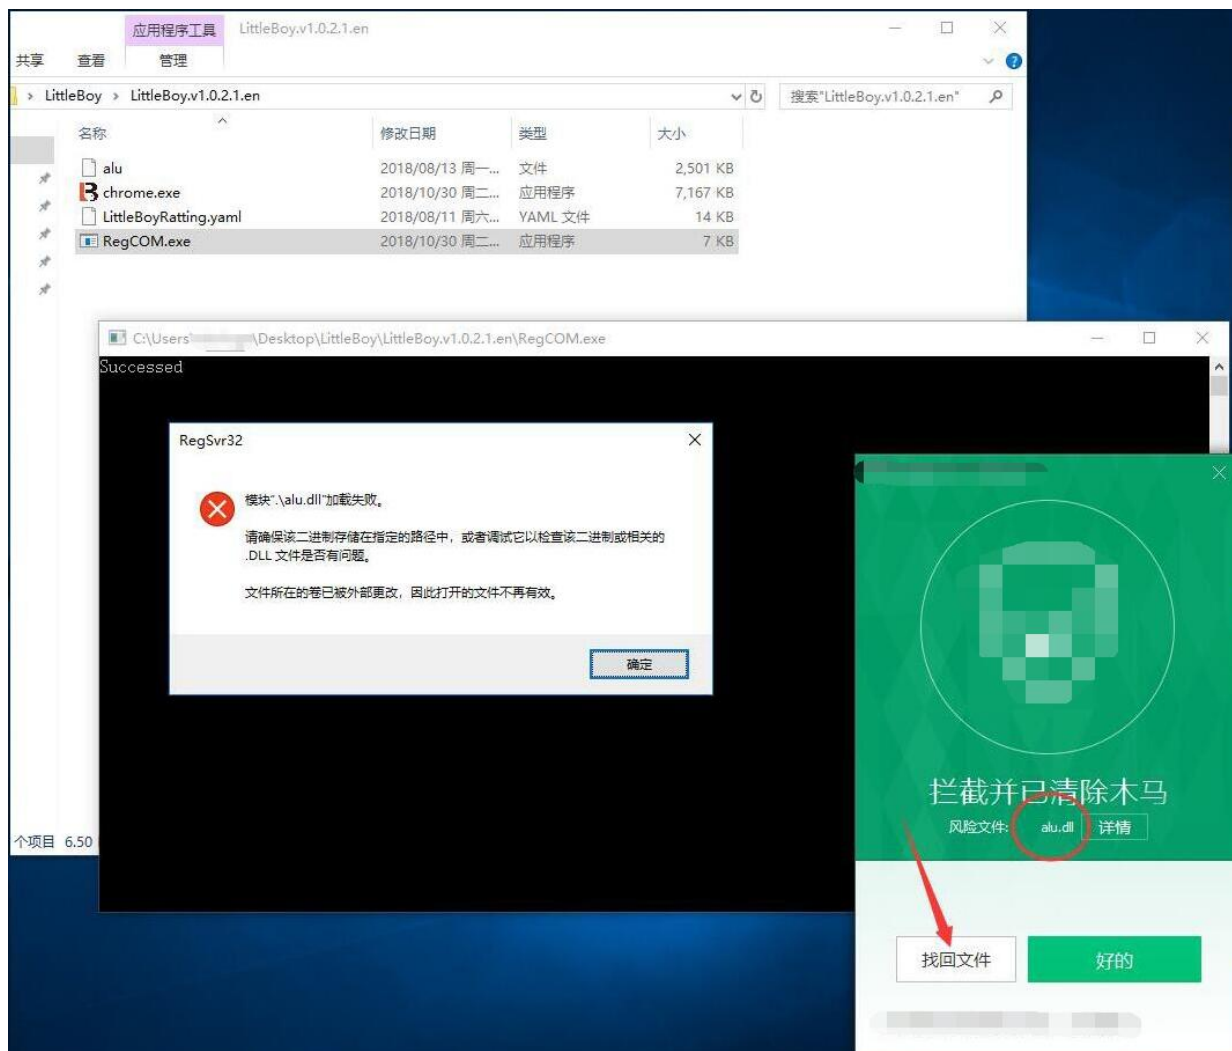 应用程序工具 LittleBoy.v1.0.2.1.en
共享 查看 管理
› LittleBoy › LittleBoy.v1.0.2.1.en 搜索"LittleBoy.v1.0.2.1.en"
名称 修改日期 类型 大小
alu 2018/08/13 周一... 文件 2,501 KB
chrome.exe 2018/10/30 周二... 应用程序 7,167 KB
LittleBoyRatting.yaml 2018/08/11 周六... YAML 文件 14 KB
RegCOM.exe 2018/10/30 周二... 应用程序 7 KB
C:\Users\ \Desktop\LittleBoy\LittleBoy.v1.0.2.1.en\RegCOM.exe
Successed
RegSvr32
模块".\alu.dll"加载失败。
请确保该二进制存储在指定的路径中，或者调试它以检查该二进制或相关的
.DLL 文件是否有问题。
文件所在的卷已被外部更改，因此打开的文件不再有效。
确定
拦截并已清除木马
风险文件: alu.dll 详情
找回文件 好的
个项目 6.50